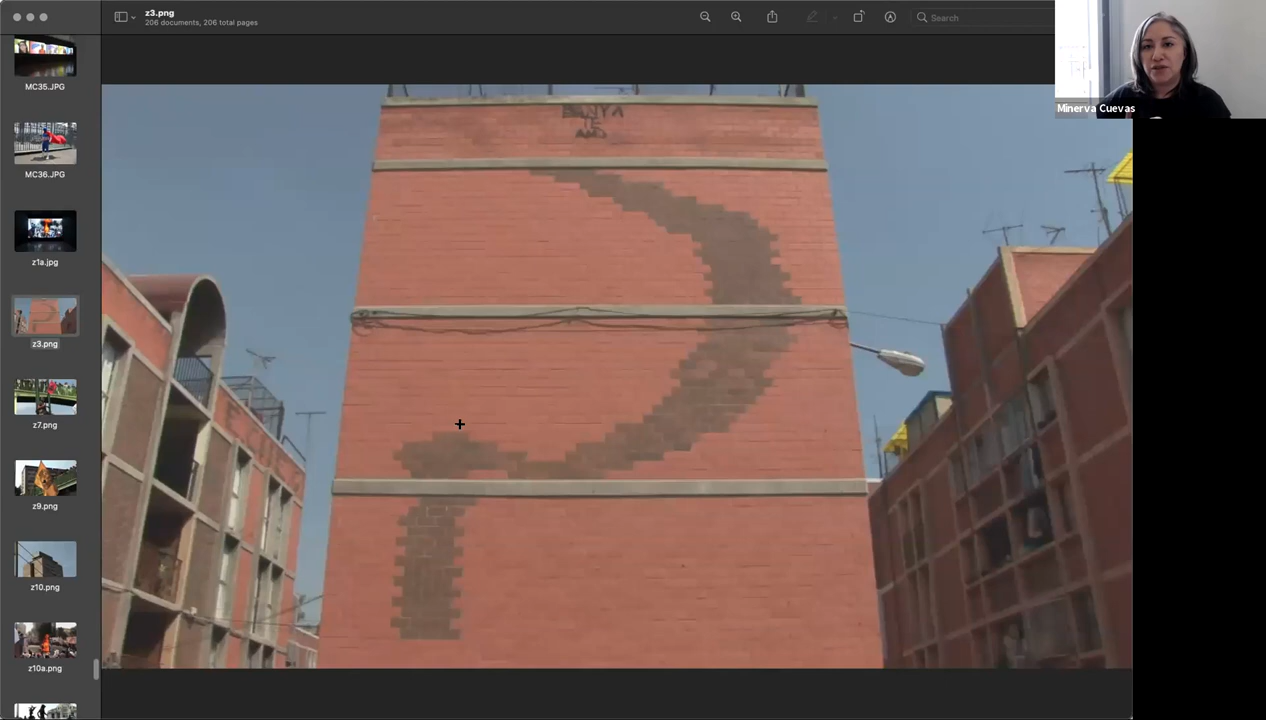 z3.png
206 documents, 206 total pages
Search
Minerva Cuevas
MC35.JPG
MC36.JPG
z1a.jpg
z3.png
z7.png
z9.png
z10.png
z10a.png